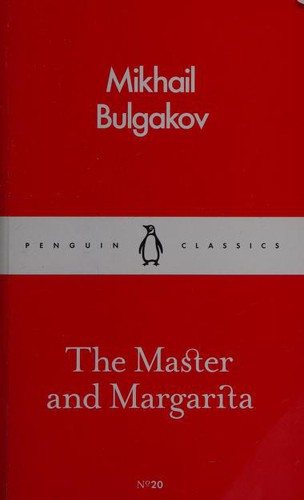 Mikhail
Bulgakov
PENGUIN CLASSICS
The Master
and Margarita
Nº20